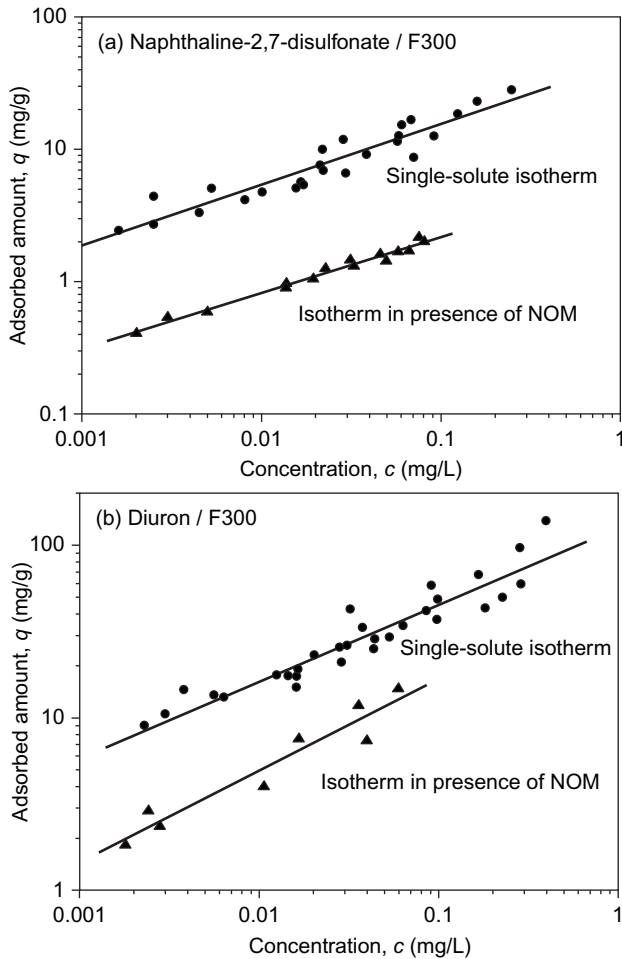 (a) Naphthaline-2,7-disulfonate / F300
Adsorbed amount, q (mg/g)
100
10
1
0.1
Single-solute isotherm
Isotherm in presence of NOM
0.001
0.01
0.1
1
Concentration, c (mg/L)
(b) Diuron / F300
Adsorbed amount, q (mg/g)
100
10
1
Single-solute isotherm
Isotherm in presence of NOM
0.001
0.01
0.1
1
Concentration, c (mg/L)